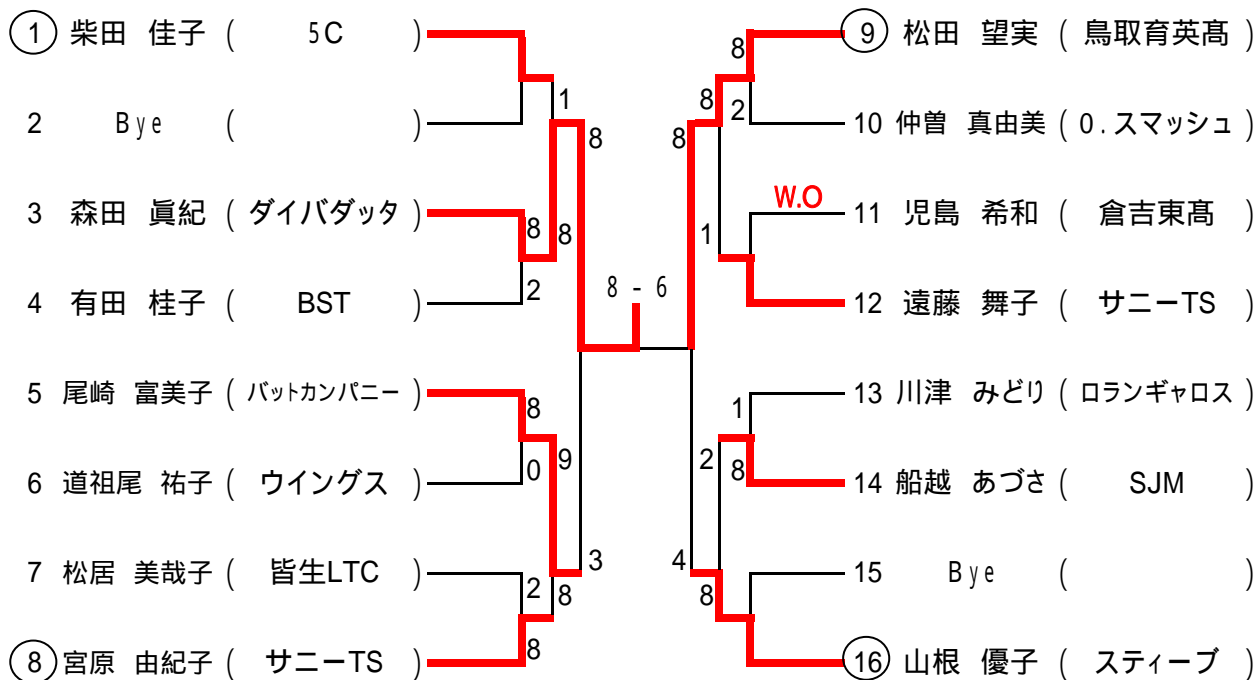 1 柴田 佳子 ( 5C )
2 Bye ( )
3 森田 眞紀 ( ダイバダッタ )
4 有田 桂子 ( BST )
5 尾崎 富美子 ( バットカンパニー )
6 道祖尾 祐子 ( ウイングス )
7 松居 美哉子 ( 皆生LTC )
8 宮原 由紀子 ( サニーTS )
1
8
8
8
2
8
0
9
3
2
8
8
8 - 6
8
8
8
2
W.O
1
1
2
8
4
8
9 松田 望実 ( 鳥取育英髙 )
10 仲曽 真由美 ( O.スマッシュ )
11 児島 希和 ( 倉吉東髙 )
12 遠藤 舞子 ( サニーTS )
13 川津 みどり ( ロランギャロス )
14 船越 あづさ ( SJM )
15 Bye ( )
16 山根 優子 ( スティーブ )